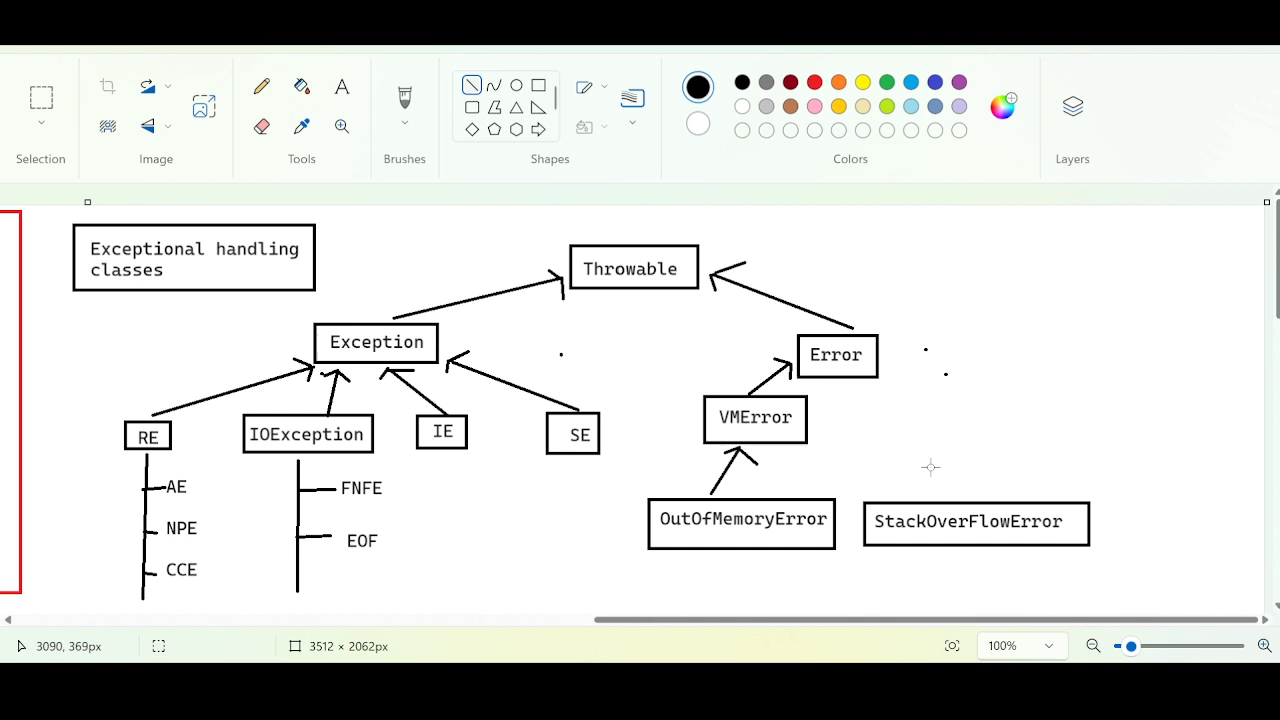 Selection
Image
Tools
Brushes
Shapes
Colors
Layers
Exceptional handling
classes
Throwable
Exception
Error
RE
IOException
IE
SE
VMError
AE
FNFE
NPE
EOF
CCE
OutOfMemoryError
StackOverFlowError
3090, 369px
3512 × 2062px
100%